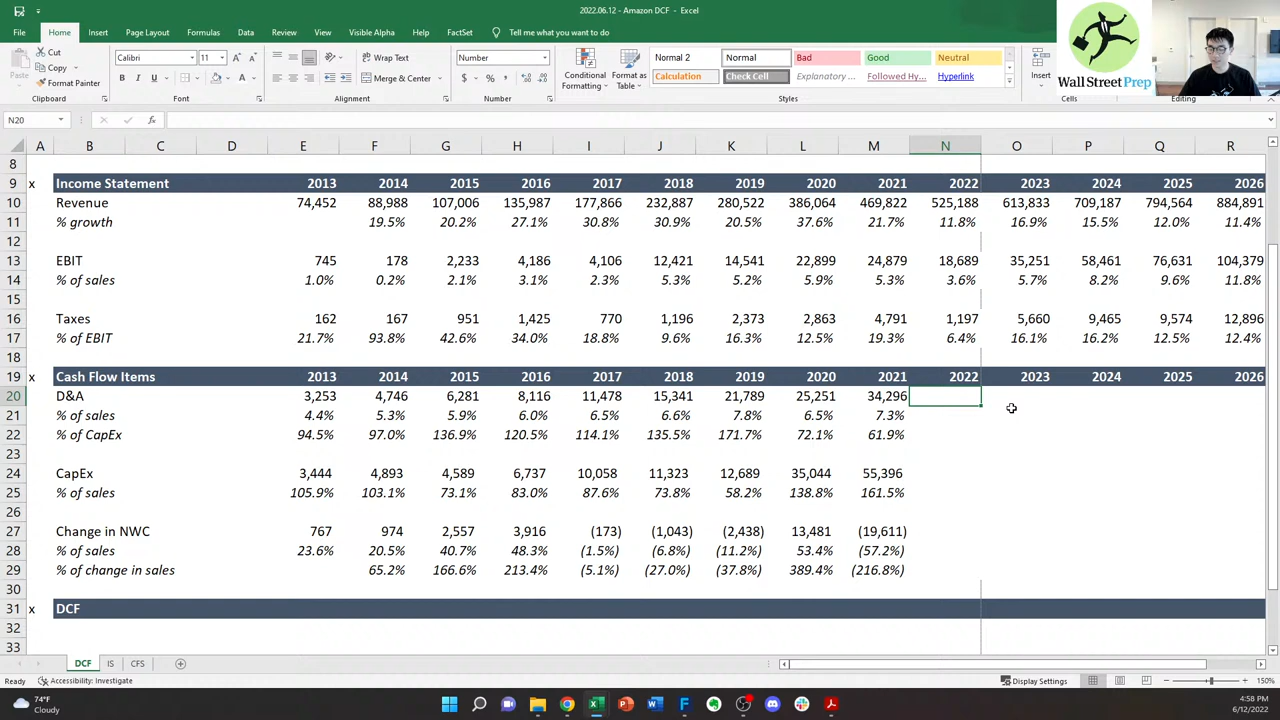 2022.06.12 - Amazon DCF - Excel
File Home Insert Page Layout Formulas Data Review View Visible Alpha Help FactSet Tell me what you want to do
Paste Cut Copy Format Painter Clipboard
Calibri 11 B I U A A A Font
Wrap Text Merge & Center Alignment
Number $ % , Number
Conditional Formatting Format as Table
Normal 2 Normal Bad Good Neutral
Calculation Check Cell Explanatory ... Followed Hy... Hyperlink
Styles
Insert Cells Editing
Wall Street Prep
N20 fx
A B C D E F G H I J K L M N O P Q R
8
9 x Income Statement 2013 2014 2015 2016 2017 2018 2019 2020 2021 2022 2023 2024 2025 2026
10 Revenue 74,452 88,988 107,006 135,987 177,866 232,887 280,522 386,064 469,822 525,188 613,833 709,187 794,564 884,891
11 % growth 19.5% 20.2% 27.1% 30.8% 30.9% 20.5% 37.6% 21.7% 11.8% 16.9% 15.5% 12.0% 11.4%
12
13 EBIT 745 178 2,233 4,186 4,106 12,421 14,541 22,899 24,879 18,689 35,251 58,461 76,631 104,379
14 % of sales 1.0% 0.2% 2.1% 3.1% 2.3% 5.3% 5.2% 5.9% 5.3% 3.6% 5.7% 8.2% 9.6% 11.8%
15
16 Taxes 162 167 951 1,425 770 1,196 2,373 2,863 4,791 1,197 5,660 9,465 9,574 12,896
17 % of EBIT 21.7% 93.8% 42.6% 34.0% 18.8% 9.6% 16.3% 12.5% 19.3% 6.4% 16.1% 16.2% 12.5% 12.4%
18
19 x Cash Flow Items 2013 2014 2015 2016 2017 2018 2019 2020 2021 2022 2023 2024 2025 2026
20 D&A 3,253 4,746 6,281 8,116 11,478 15,341 21,789 25,251 34,296
21 % of sales 4.4% 5.3% 5.9% 6.0% 6.5% 6.6% 7.8% 6.5% 7.3%
22 % of CapEx 94.5% 97.0% 136.9% 120.5% 114.1% 135.5% 171.7% 72.1% 61.9%
23
24 CapEx 3,444 4,893 4,589 6,737 10,058 11,323 12,689 35,044 55,396
25 % of sales 105.9% 103.1% 73.1% 83.0% 87.6% 73.8% 58.2% 138.8% 161.5%
26
27 Change in NWC 767 974 2,557 3,916 (173) (1,043) (2,438) 13,481 (19,611)
28 % of sales 23.6% 20.5% 40.7% 48.3% (1.5%) (6.8%) (11.2%) 53.4% (57.2%)
29 % of change in sales 65.2% 166.6% 213.4% (5.1%) (27.0%) (37.8%) 389.4% (216.8%)
30
31 x DCF
32
33
DCF IS CFS
Ready Accessibility: Investigate Display Settings 150%
74°F
Cloudy
4:58 PM
6/12/2022